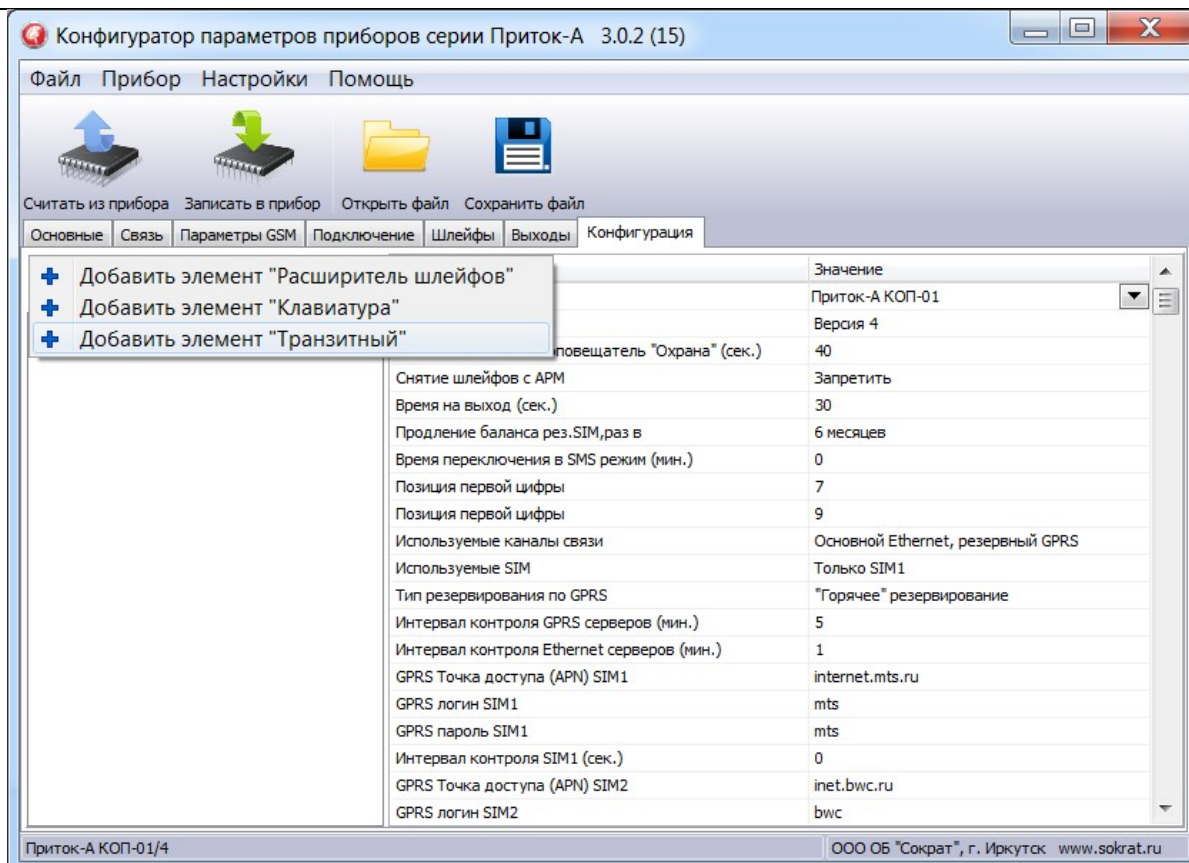 Конфигуратор параметров приборов серии Приток-А 3.0.2 (15)
Файл Прибор Настройки Помощь
Считать из прибора Записать в прибор Открыть файл Сохранить файл
Основные Связь Параметры GSM Подключение Шлейфы Выходы Конфигурация
Добавить элемент "Расширитель шлейфов"
Добавить элемент "Клавиатура"
Добавить элемент "Транзитный"
Значение
Приток-А КОП-01
Версия 4
оповещатель "Охрана" (сек.) 40
Снятие шлейфов с АРМ Запретить
Время на выход (сек.) 30
Продление баланса рез.SIM,раз в 6 месяцев
Время переключения в SMS режим (мин.) 0
Позиция первой цифры 7
Позиция первой цифры 9
Используемые каналы связи Основной Ethernet, резервный GPRS
Используемые SIM Только SIM1
Тип резервирования по GPRS "Горячее" резервирование
Интервал контроля GPRS серверов (мин.) 5
Интервал контроля Ethernet серверов (мин.) 1
GPRS Точка доступа (APN) SIM1 internet.mts.ru
GPRS логин SIM1 mts
GPRS пароль SIM1 mts
Интервал контроля SIM1 (сек.) 0
GPRS Точка доступа (APN) SIM2 inet.bwc.ru
GPRS логин SIM2 bwc
Приток-А КОП-01/4 ООО ОБ "Сократ", г. Иркутск www.sokrat.ru